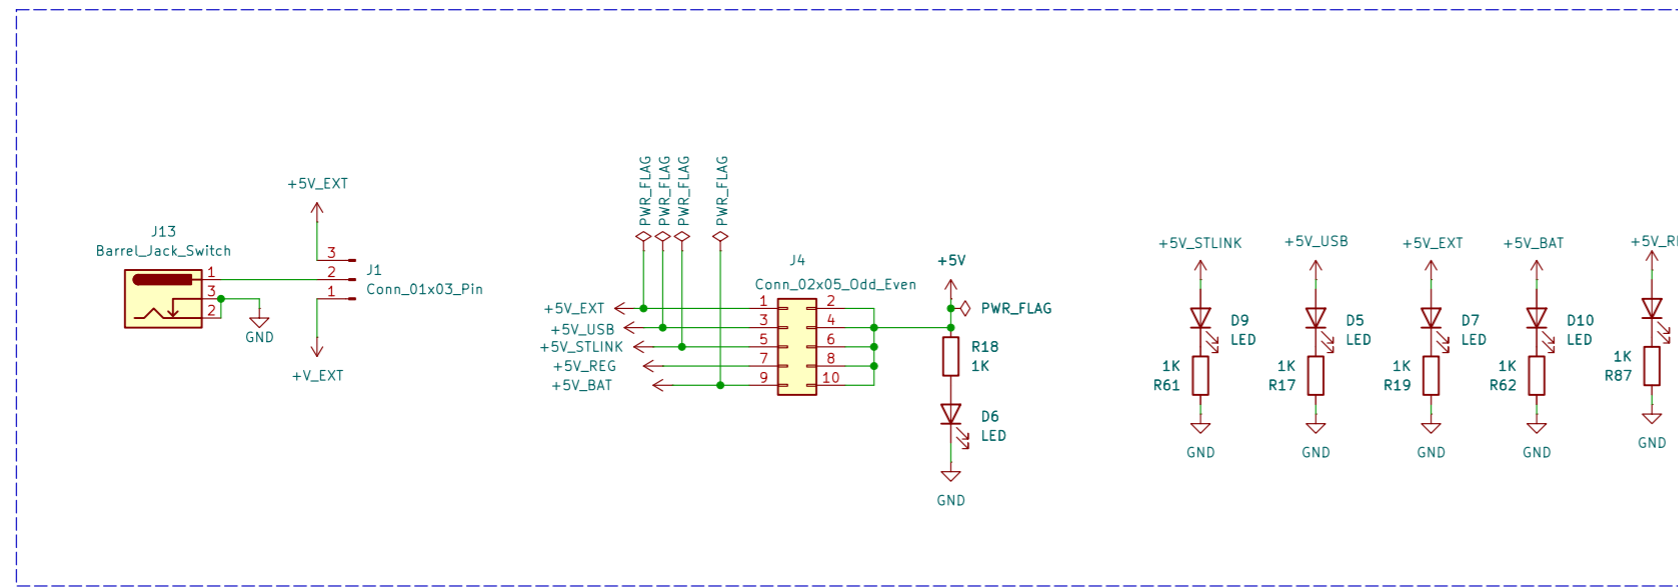 +5V_EXT
J13
Barrel_Jack_Switch
1
3
2
GND
3
2
1
J1
Conn_01x03_Pin
+V_EXT
PWR_FLAG
PWR_FLAG
PWR_FLAG
PWR_FLAG
J4
Conn_02x05_Odd_Even
+5V_EXT
+5V_USB
+5V_STLINK
+5V_REG
+5V_BAT
1 2
3 4
5 6
7 8
9 10
+5V
PWR_FLAG
R18
1K
D6
LED
GND
+5V_STLINK
D9
LED
1K
R61
GND
+5V_USB
D5
LED
1K
R17
GND
+5V_EXT
D7
LED
1K
R19
GND
+5V_BAT
D10
LED
1K
R62
GND
1K
R87
GND